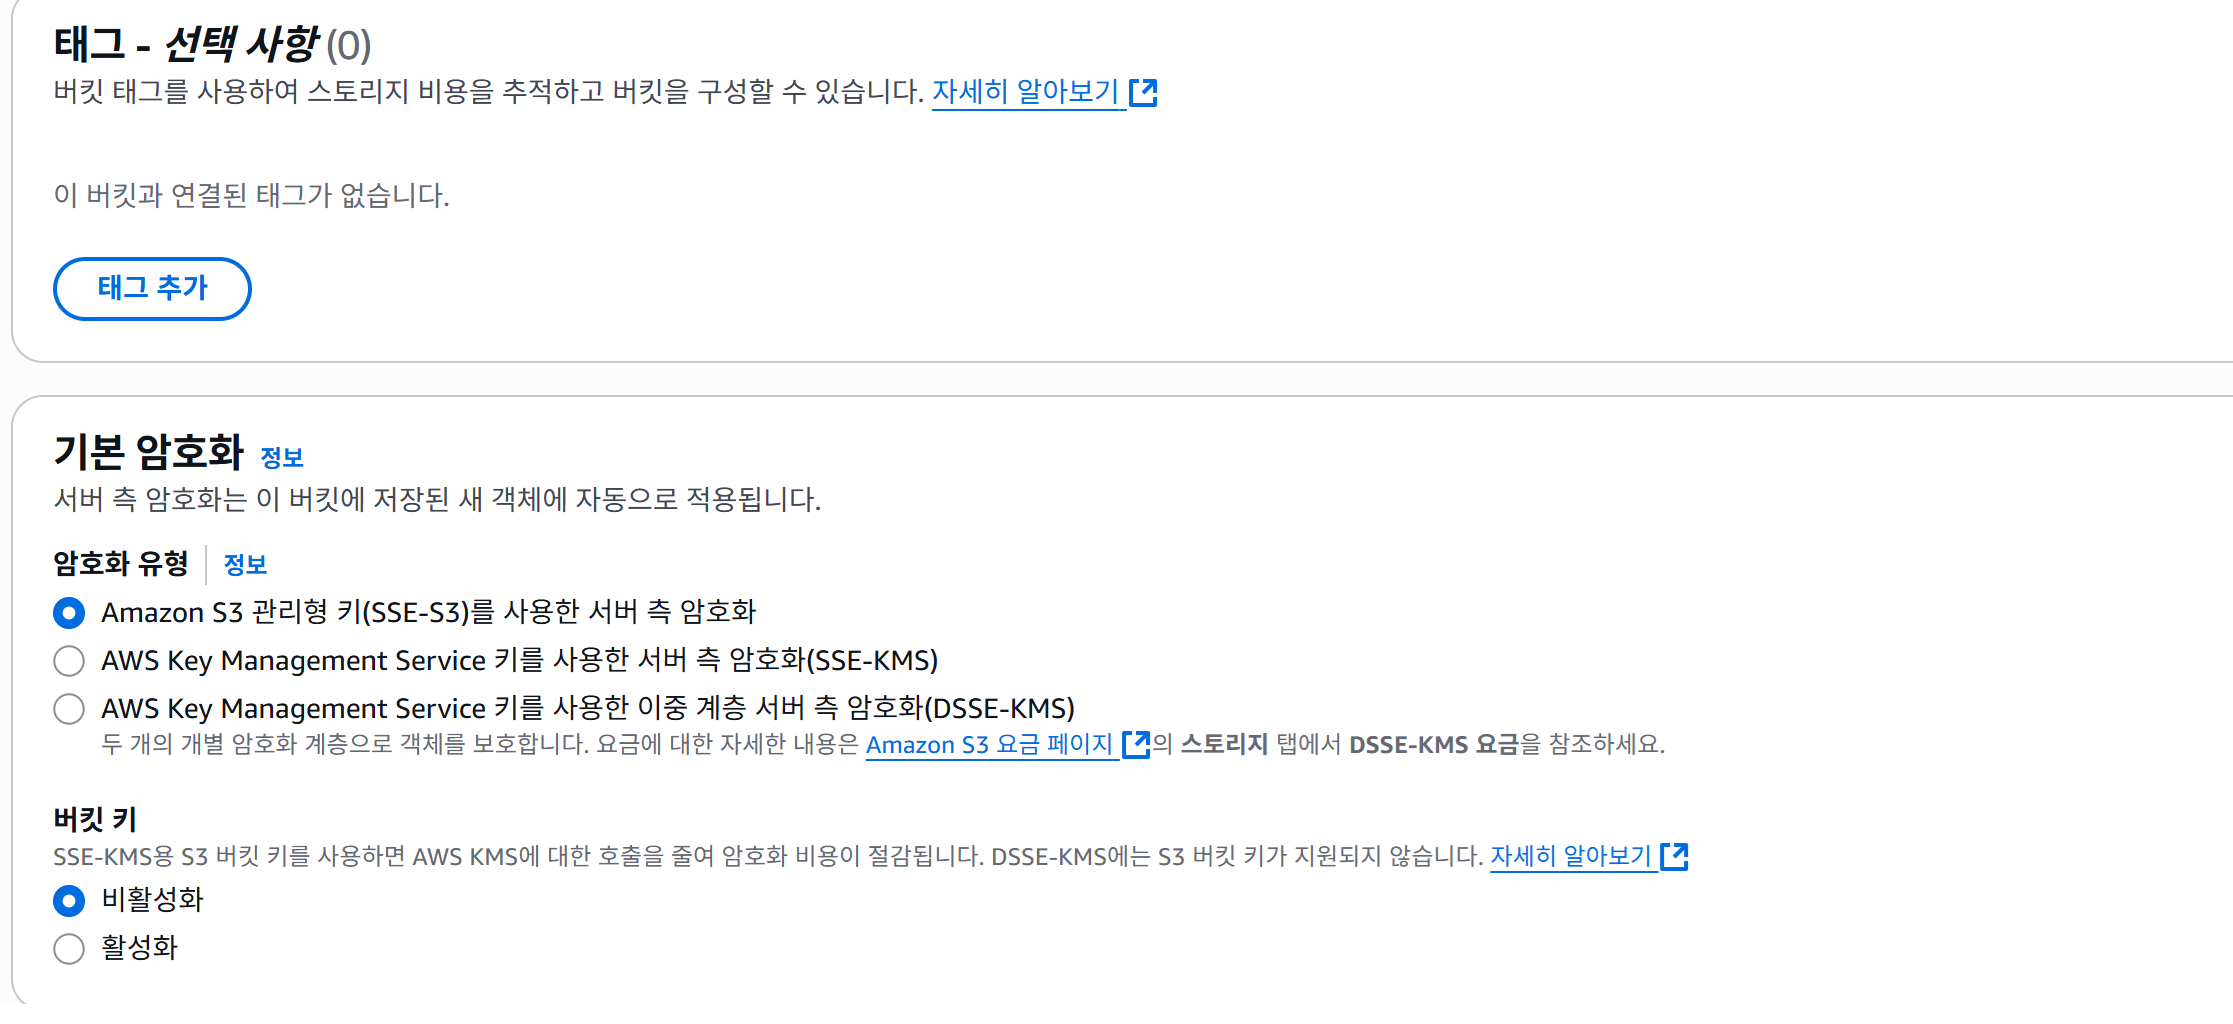 태그 - 선택 사항 (0)
버킷 태그를 사용하여 스토리지 비용을 추적하고 버킷을 구성할 수 있습니다. 자세히 알아보기
이 버킷과 연결된 태그가 없습니다.
태그 추가
기본 암호화 정보
서버 측 암호화는 이 버킷에 저장된 새 객체에 자동으로 적용됩니다.
암호화 유형 정보
Amazon S3 관리형 키(SSE-S3)를 사용한 서버 측 암호화
AWS Key Management Service 키를 사용한 서버 측 암호화(SSE-KMS)
AWS Key Management Service 키를 사용한 이중 계층 서버 측 암호화(DSSE-KMS)
두 개의 개별 암호화 계층으로 객체를 보호합니다. 요금에 대한 자세한 내용은 Amazon S3 요금 페이지의 스토리지 탭에서 DSSE-KMS 요금을 참조하세요.
버킷 키
SSE-KMS용 S3 버킷 키를 사용하면 AWS KMS에 대한 호출을 줄여 암호화 비용이 절감됩니다. DSSE-KMS에는 S3 버킷 키가 지원되지 않습니다. 자세히 알아보기
비활성화
활성화